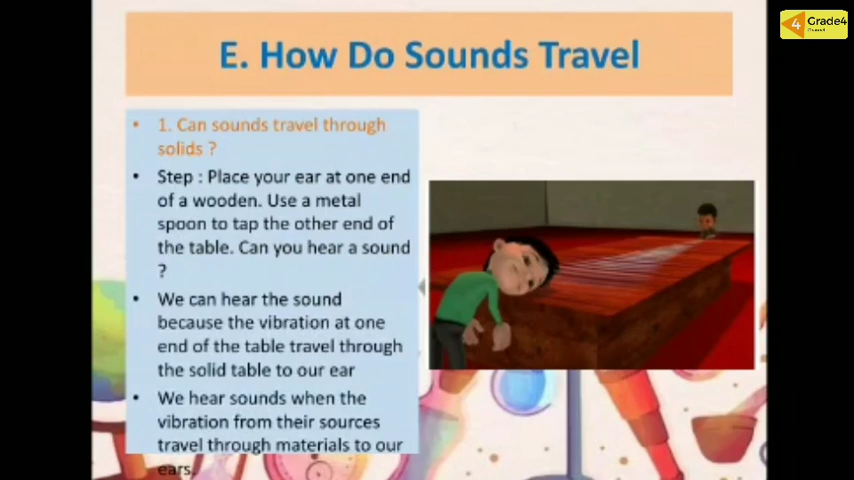 E. How Do Sounds Travel
• 1. Can sounds travel through
solids ?
• Step : Place your ear at one end
of a wooden. Use a metal
spoon to tap the other end of
the table. Can you hear a sound
?
• We can hear the sound
because the vibration at one
end of the table travel through
the solid table to our ear
• We hear sounds when the
vibration from their sources
travel through materials to our
ears.
4 Grade4